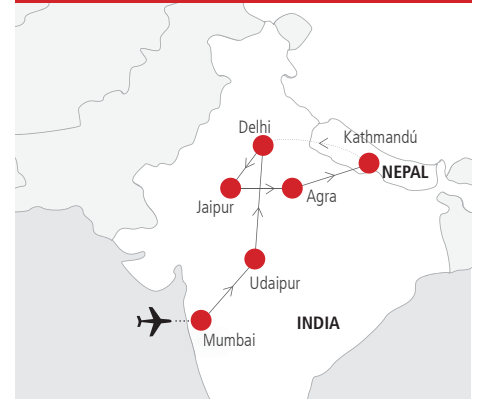 Delhi
Kathmandú
NEPAL
Jaipur
Agra
Udaipur
INDIA
Mumbai